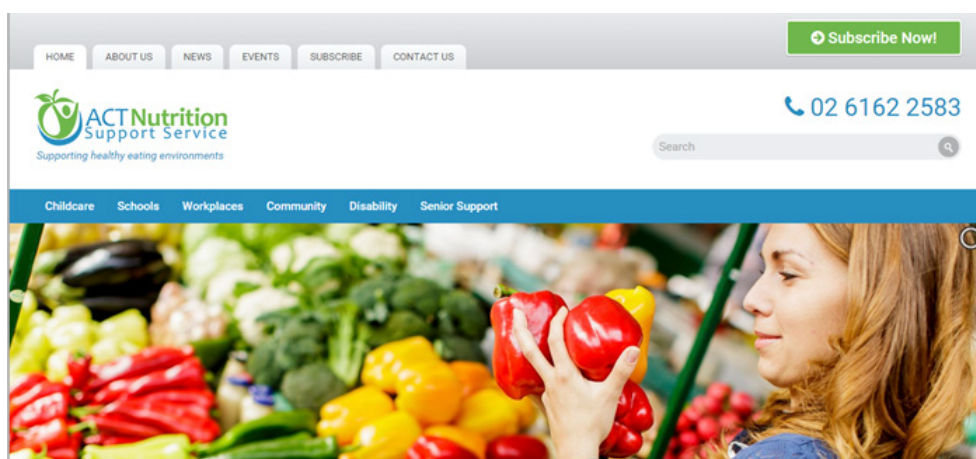 Subscribe Now!
HOME ABOUT US NEWS EVENTS SUBSCRIBE CONTACT US
ACT Nutrition
Support Service
Supporting healthy eating environments
02 6162 2583
Search
Childcare Schools Workplaces Community Disability Senior Support